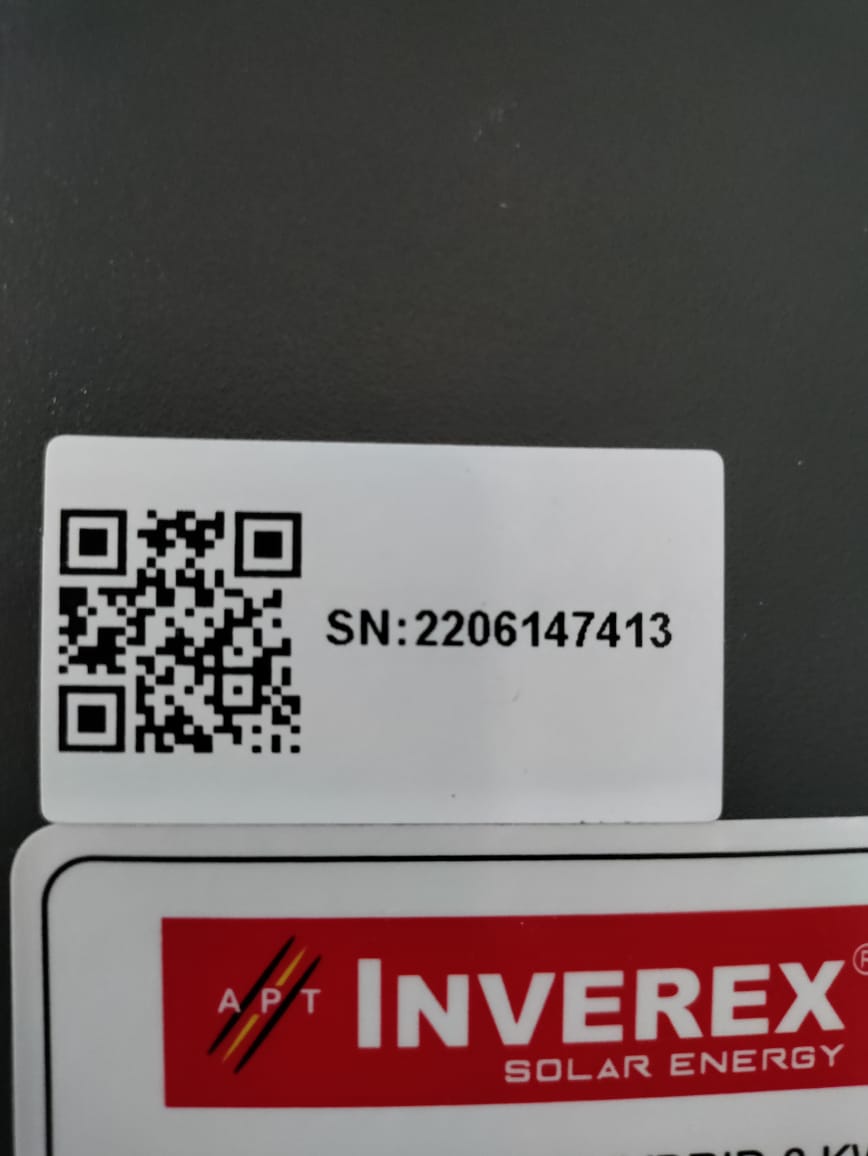 SN:2206147413
APT INVEREX®
SOLAR ENERGY